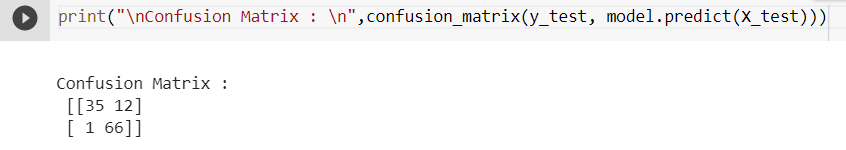 print("\nConfusion Matrix : \n",confusion_matrix(y_test, model.predict(X_test)))
Confusion Matrix :
[[35 12]
[ 1 66]]